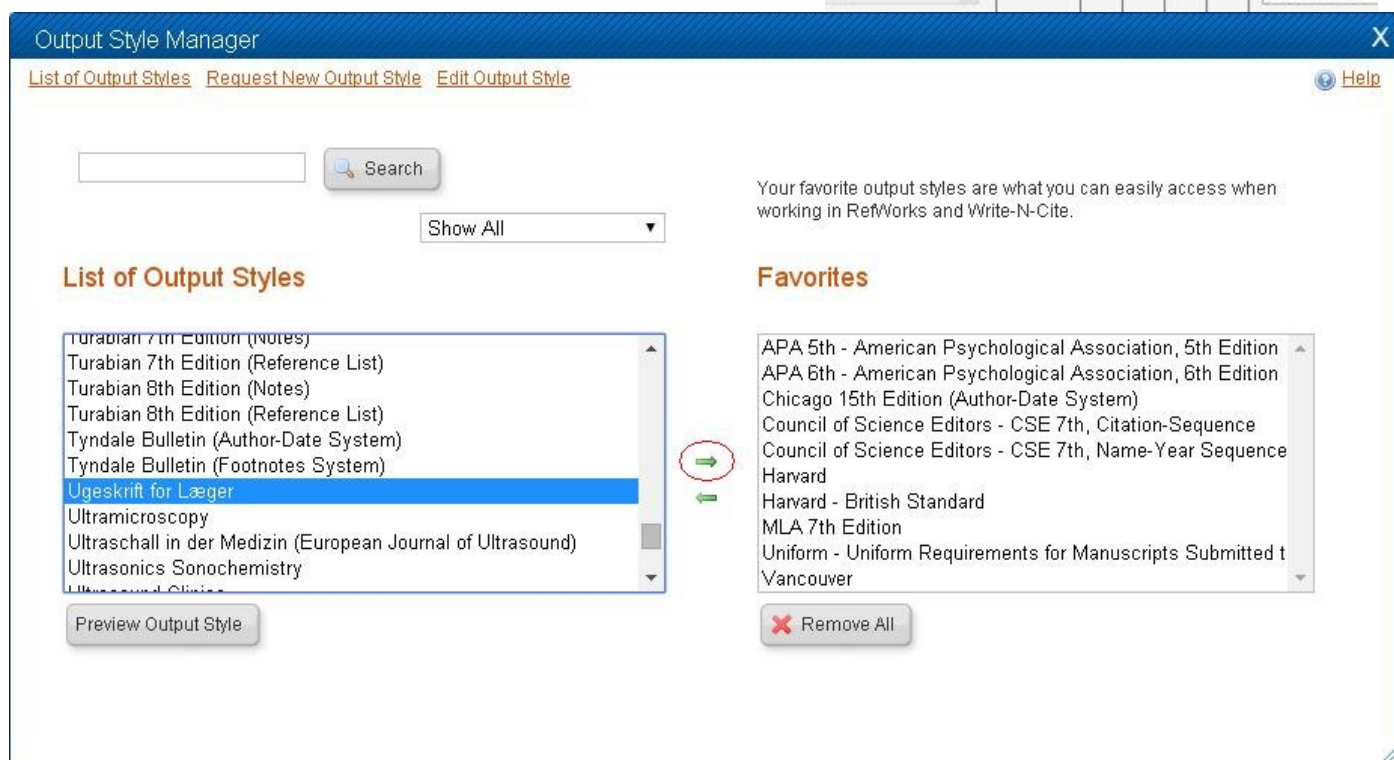 Output Style Manager
X
List of Output Styles Request New Output Style Edit Output Style
Help
Search
Your favorite output styles are what you can easily access when
working in RefWorks and Write-N-Cite.
Show All
List of Output Styles
Turabian 7th Edition (Notes)
Turabian 7th Edition (Reference List)
Turabian 8th Edition (Notes)
Turabian 8th Edition (Reference List)
Tyndale Bulletin (Author-Date System)
Tyndale Bulletin (Footnotes System)
Ugeskrift for Læger
Ultramicroscopy
Ultraschall in der Medizin (European Journal of Ultrasound)
Ultrasonics Sonochemistry
Ultrasound Clinics
Preview Output Style
Favorites
APA 5th - American Psychological Association, 5th Edition
APA 6th - American Psychological Association, 6th Edition
Chicago 15th Edition (Author-Date System)
Council of Science Editors - CSE 7th, Citation-Sequence
Council of Science Editors - CSE 7th, Name-Year Sequence
Harvard
Harvard - British Standard
MLA 7th Edition
Uniform - Uniform Requirements for Manuscripts Submitted t
Vancouver
Remove All